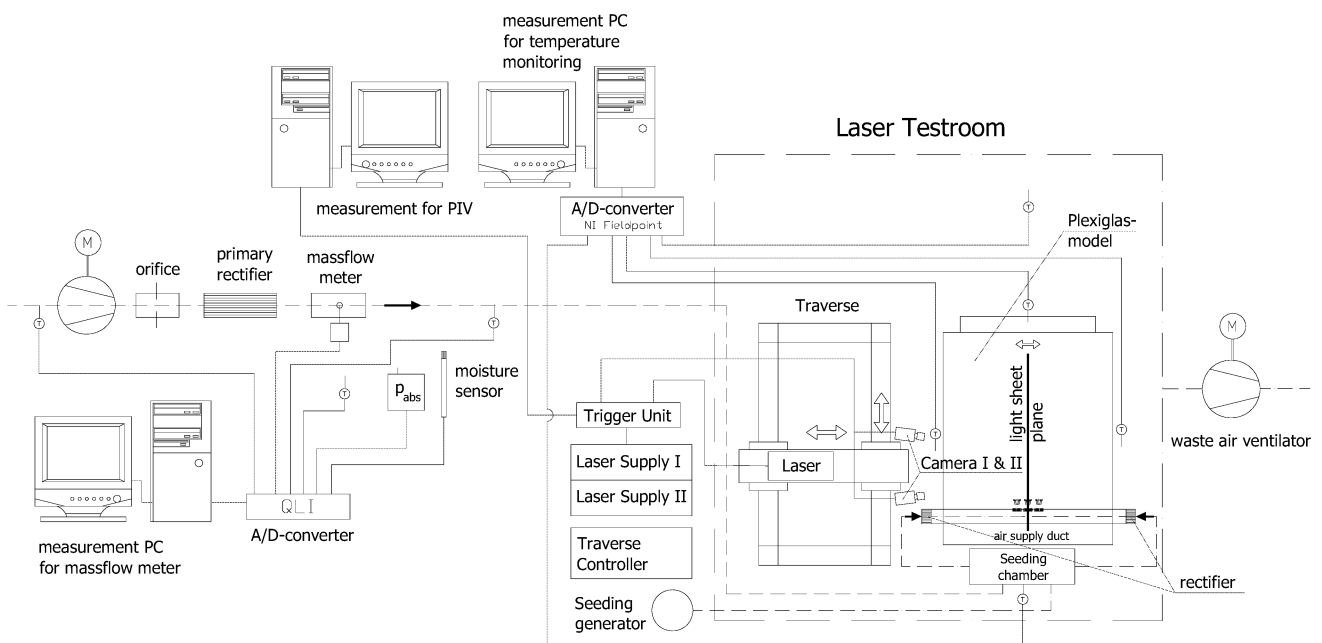 measurement PC
for temperature
monitoring
Laser Testroom
measurement for PIV
A/D-converter
NI Fieldpoint
T
Plexiglas-
model
M
orifice
primary
rectifier
massflow
meter
T
T
T
Traverse
M
moisture
sensor
Pabs
T
Trigger Unit
light sheet
plane
T
T
waste air ventilator
Laser Supply I
Laser
Camera I & II
Laser Supply II
QLI
A/D-converter
air supply duct
measurement PC
for massflow meter
Traverse
Controller
Seeding
chamber
rectifier
Seeding
generator
T